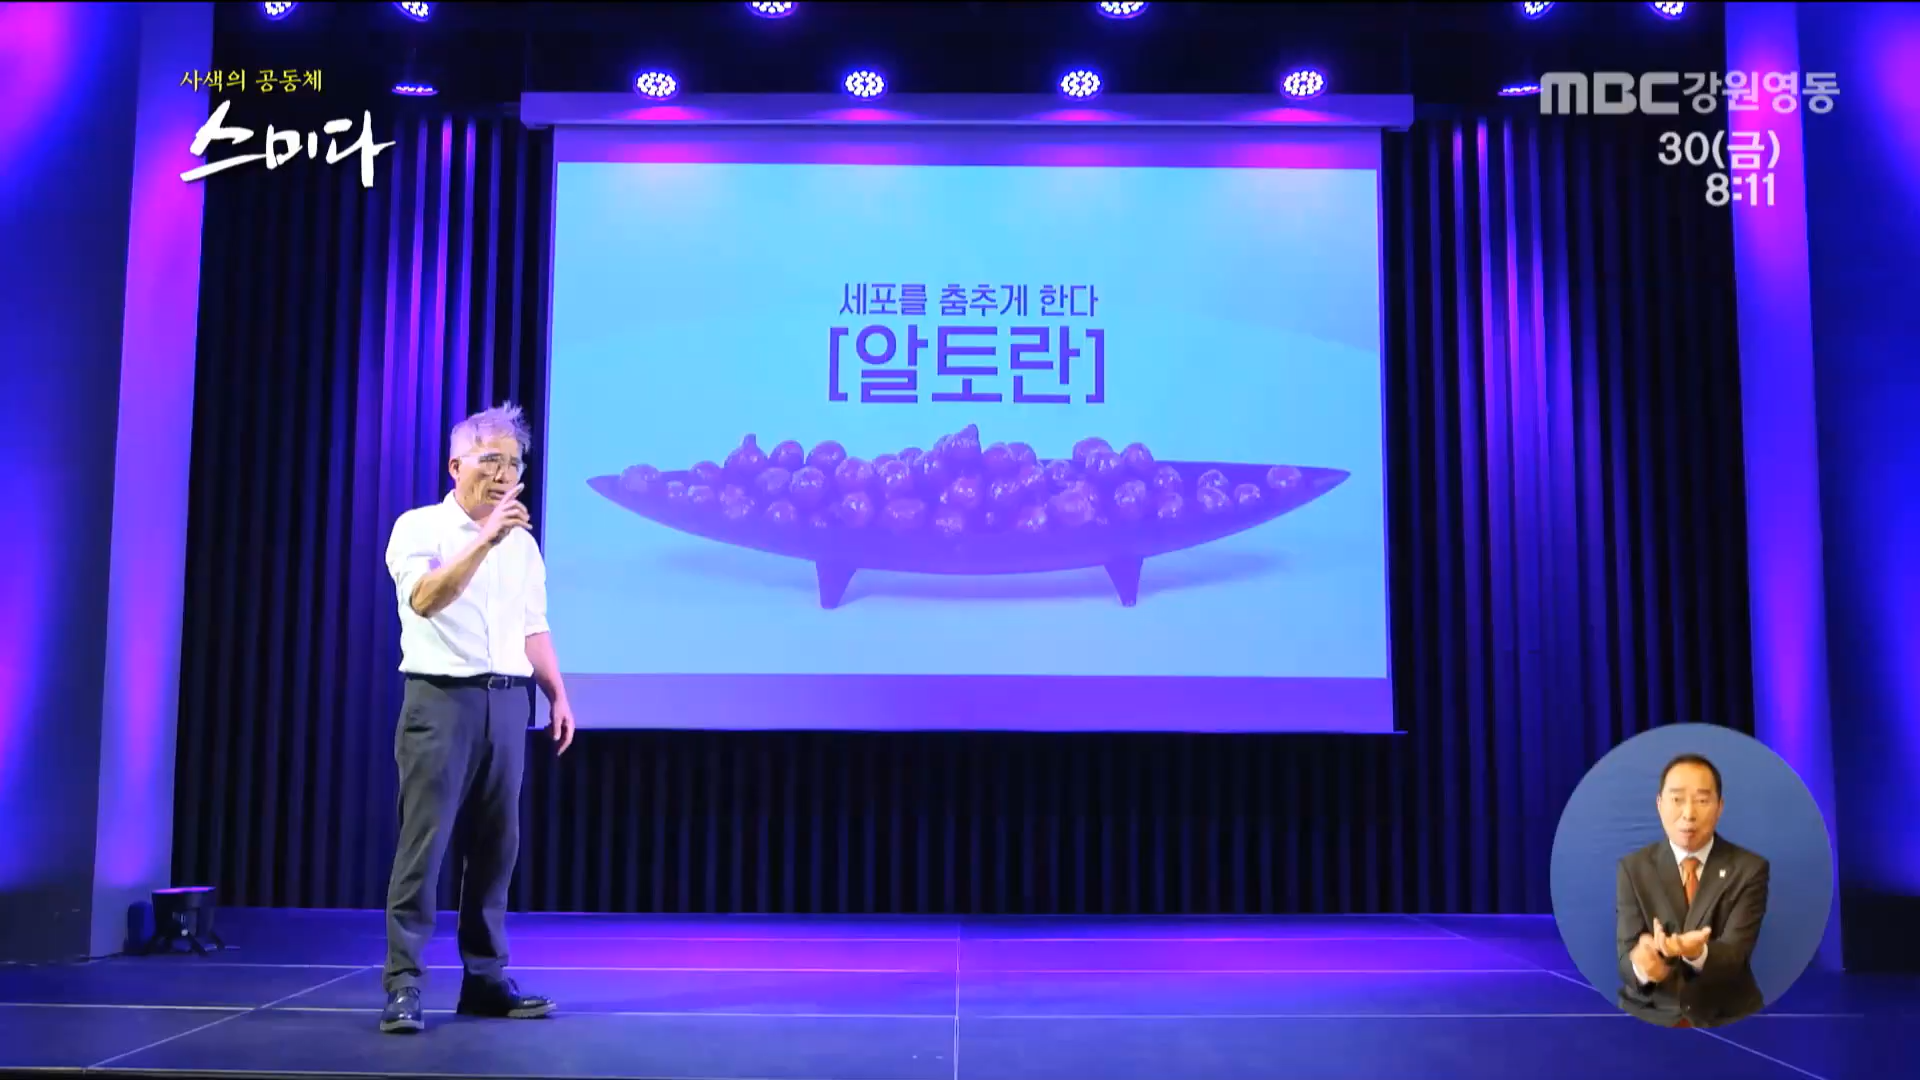 사색의 공동체
스미다
MBC강원영동
30(금)
8:11
세포를 춤추게 한다
[알토란]